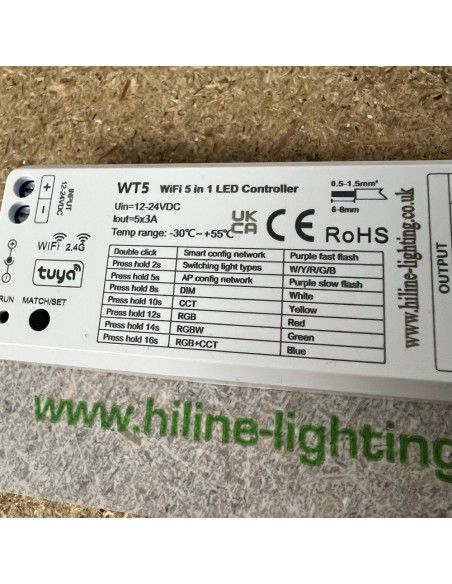 WT5 WiFi 5 in 1 LED Controller
Uin=12-24VDC
Iout=5x3A
Temp range: -30℃~+55℃
UK
CA
CE RoHS
0.5-1.5mm²
6-8mm
INPUT
12-24VDC
+
-
WiFi 2.4G
tuya
RUN MATCH/SET
Double click Smart config network Purple fast flash
Press hold 2s Switching light types W/Y/R/G/B
Press hold 5s AP config network Purple slow flash
Press hold 8s DIM White
Press hold 10s CCT Yellow
Press hold 12s RGB Red
Press hold 14s RGBW Green
Press hold 16s RGB+CCT Blue
www.hiline-lighting.co.uk
OUTPUT
www.hiline-lighting